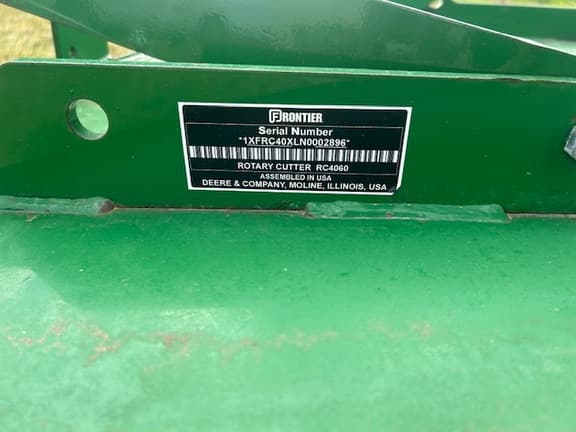 FRONTIER
Serial Number
*1XFRC40XLN0002896*
ROTARY CUTTER RC4060
ASSEMBLED IN USA
DEERE & COMPANY, MOLINE, ILLINOIS, USA